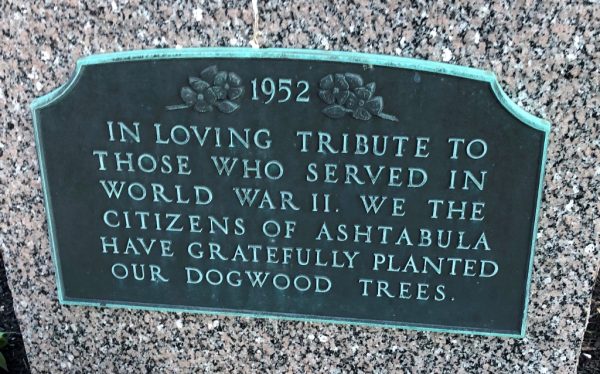 1952
IN LOVING TRIBUTE TO
THOSE WHO SERVED IN
WORLD WAR II. WE THE
CITIZENS OF ASHTABULA
HAVE GRATEFULLY PLANTED
OUR DOGWOOD TREES.